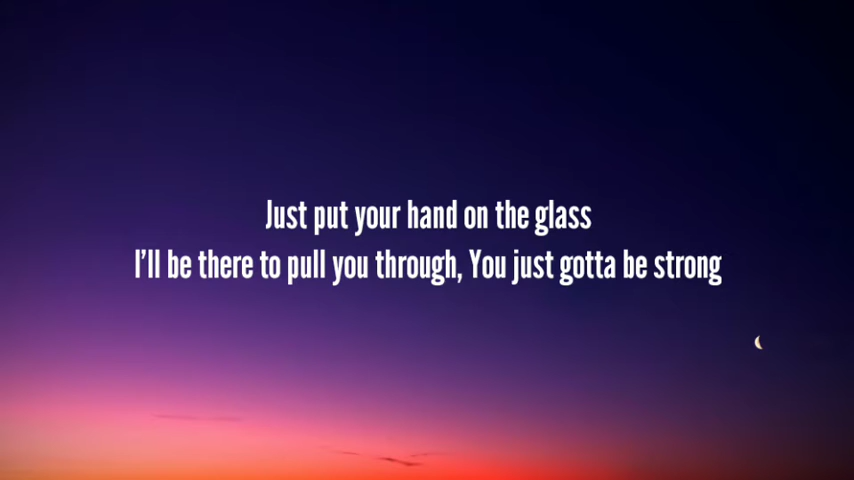 Just put your hand on the glass
I'll be there to pull you through, You just gotta be strong